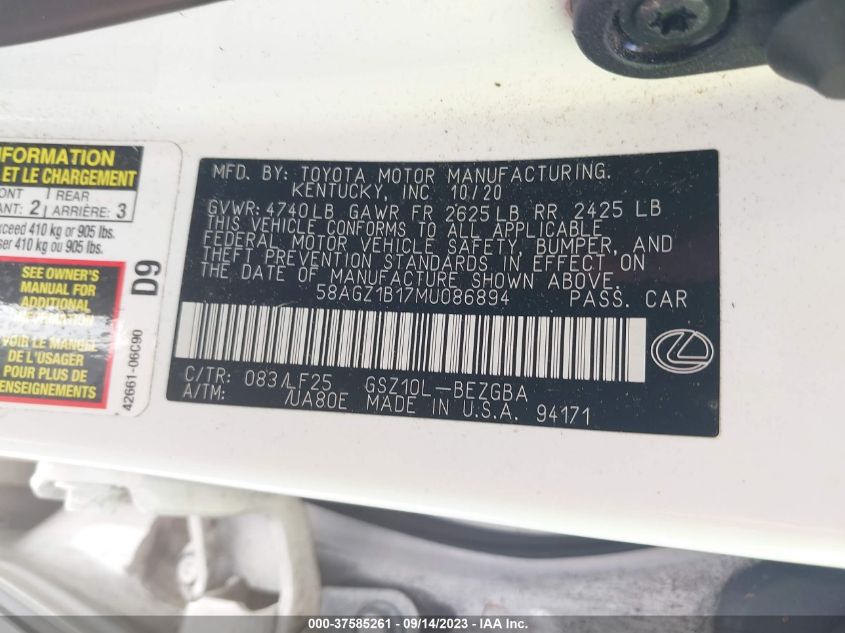 NFORMATION
ET LE CHARGEMENT
ONT REAR
ANT: 2 ARRIÈRE: 3
xceed 410 kg or 905 lbs.
ser 410 kg ou 905 lbs.
SEE OWNER'S
MANUAL FOR
ADDITIONAL
FORMATION
VOIR LE MANUEL
DE L'USAGER
POUR PLUS DE
ENSEIGNEMENTS
D9
42661-06C90
MFD. BY: TOYOTA MOTOR MANUFACTURING.
KENTUCKY, INC 10/20
GVWR: 4740LB GAWR FR 2625LB RR 2425 LB
THIS VEHICLE CONFORMS TO ALL APPLICABLE
FEDERAL MOTOR VEHICLE SAFETY, BUMPER, AND
THEFT PREVENTION STANDARDS IN EFFECT ON
THE DATE OF MANUFACTURE SHOWN ABOVE.
58AGZ1B17MU086894 PASS. CAR
C/TR: 083/LF25 GSZ10L-BEZGBA
A/TM: /UA80E MADE IN U.S.A. 94171
000-37585261 - 09/14/2023 - IAA Inc.